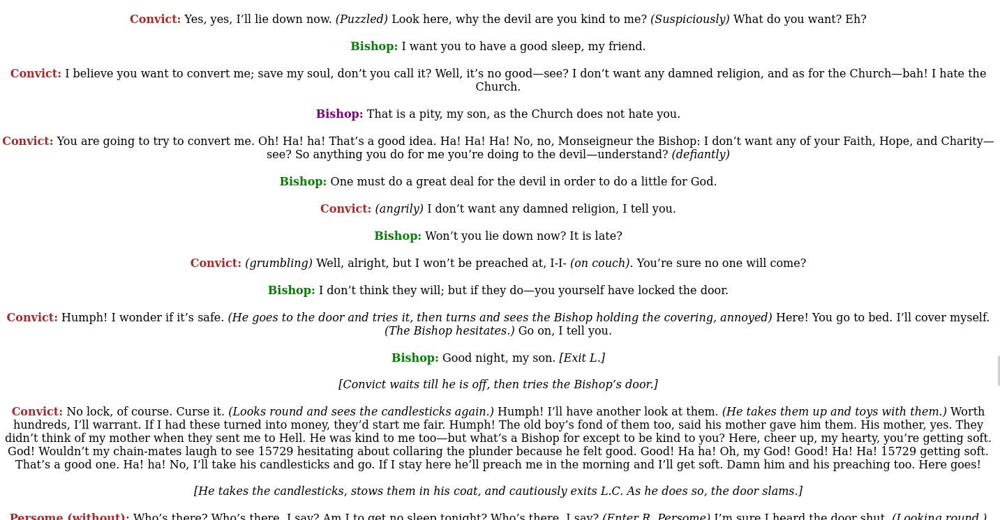 Convict: Yes, yes, I’ll lie down now. (Puzzled) Look here, why the devil are you kind to me? (Suspiciously) What do you want? Eh?
Bishop: I want you to have a good sleep, my friend.
Convict: I believe you want to convert me; save my soul, don’t you call it? Well, it’s no good—see? I don’t want any damned religion, and as for the Church—bah! I hate the
Church.
Bishop: That is a pity, my son, as the Church does not hate you.
Convict: You are going to try to convert me. Oh! Ha! ha! That’s a good idea. Ha! Ha! Ha! No, no, Monseigneur the Bishop: I don’t want any of your Faith, Hope, and Charity—
see? So anything you do for me you’re doing to the devil—understand? (defiantly)
Bishop: One must do a great deal for the devil in order to do a little for God.
Convict: (angrily) I don’t want any damned religion, I tell you.
Bishop: Won’t you lie down now? It is late?
Convict: (grumbling) Well, alright, but I won’t be preached at, I-I- (on couch). You’re sure no one will come?
Bishop: I don’t think they will; but if they do—you yourself have locked the door.
Convict: Humph! I wonder if it’s safe. (He goes to the door and tries it, then turns and sees the Bishop holding the covering, annoyed) Here! You go to bed. I’ll cover myself.
(The Bishop hesitates.) Go on, I tell you.
Bishop: Good night, my son. [Exit L.]
[Convict waits till he is off, then tries the Bishop’s door.]
Convict: No lock, of course. Curse it. (Looks round and sees the candlesticks again.) Humph! I’ll have another look at them. (He takes them up and toys with them.) Worth
hundreds, I’ll warrant. If I had these turned into money, they’d start me fair. Humph! The old boy’s fond of them too, said his mother gave him them. His mother, yes. They
didn’t think of my mother when they sent me to Hell. He was kind to me too—but what’s a Bishop for except to be kind to you? Here, cheer up, my hearty, you’re getting soft.
God! Wouldn’t my chain-mates laugh to see 15729 hesitating about collaring the plunder because he felt good. Good! Ha ha! Oh, my God! Good! Ha! Ha! 15729 getting soft.
That’s a good one. Ha! ha! No, I’ll take his candlesticks and go. If I stay here he’ll preach me in the morning and I’ll get soft. Damn him and his preaching too. Here goes!
[He takes the candlesticks, stows them in his coat, and cautiously exits L.C. As he does so, the door slams.]
Persome (without): Who’s there? Who’s there, I say? Am I to get no sleep tonight? Who’s there, I say? (Enter R, Persome) I’m sure I heard the door shut. (Looking round.)